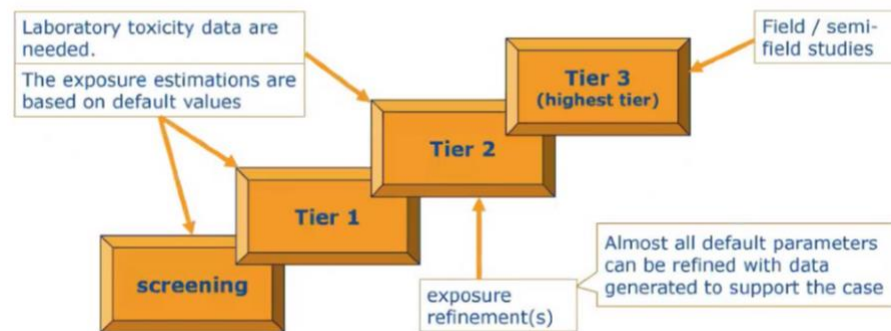 Laboratory toxicity data are
needed.
The exposure estimations are
based on default values
Field / semi-
field studies
Tier 3
(highest tier)
Tier 2
Tier 1
screening
exposure
refinement(s)
Almost all default parameters
can be refined with data
generated to support the case